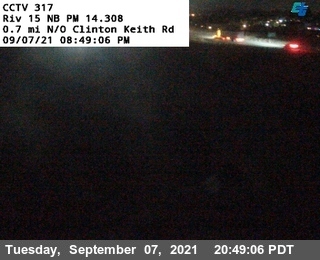 CCTV 317
Riv 15 NB PM 14.308
0.7 mi N/O Clinton Keith Rd
09/07/21 08:49:06 PM
Tuesday, September 07, 2021 20:49:06 PDT